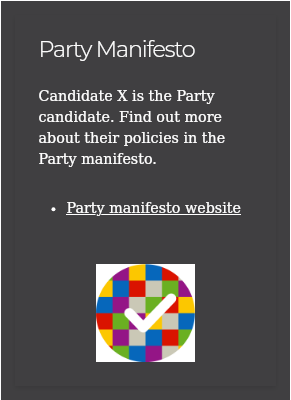 Party Manifesto
Candidate X is the Party
candidate. Find out more
about their policies in the
Party manifesto.
• Party manifesto website